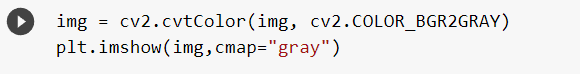 img = cv2.cvtColor(img, cv2.COLOR_BGR2GRAY)
plt.imshow(img,cmap="gray")